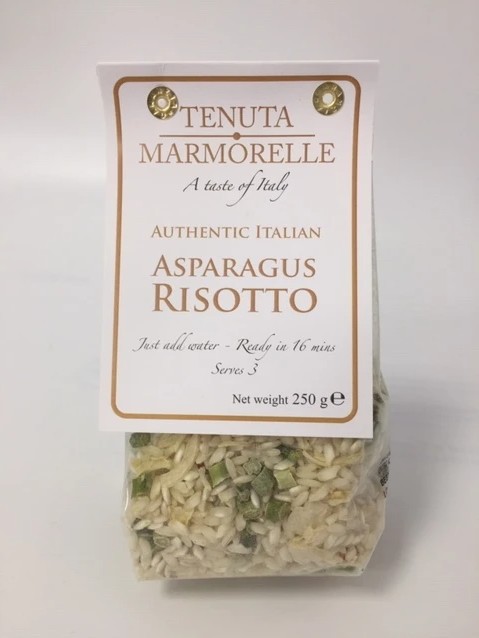 TENUTA
MARMORELLE
A taste of Italy
AUTHENTIC ITALIAN
ASPARAGUS
RISOTTO
Just add water - Ready in 16 mins
Serves 3
Net weight 250 g ℮